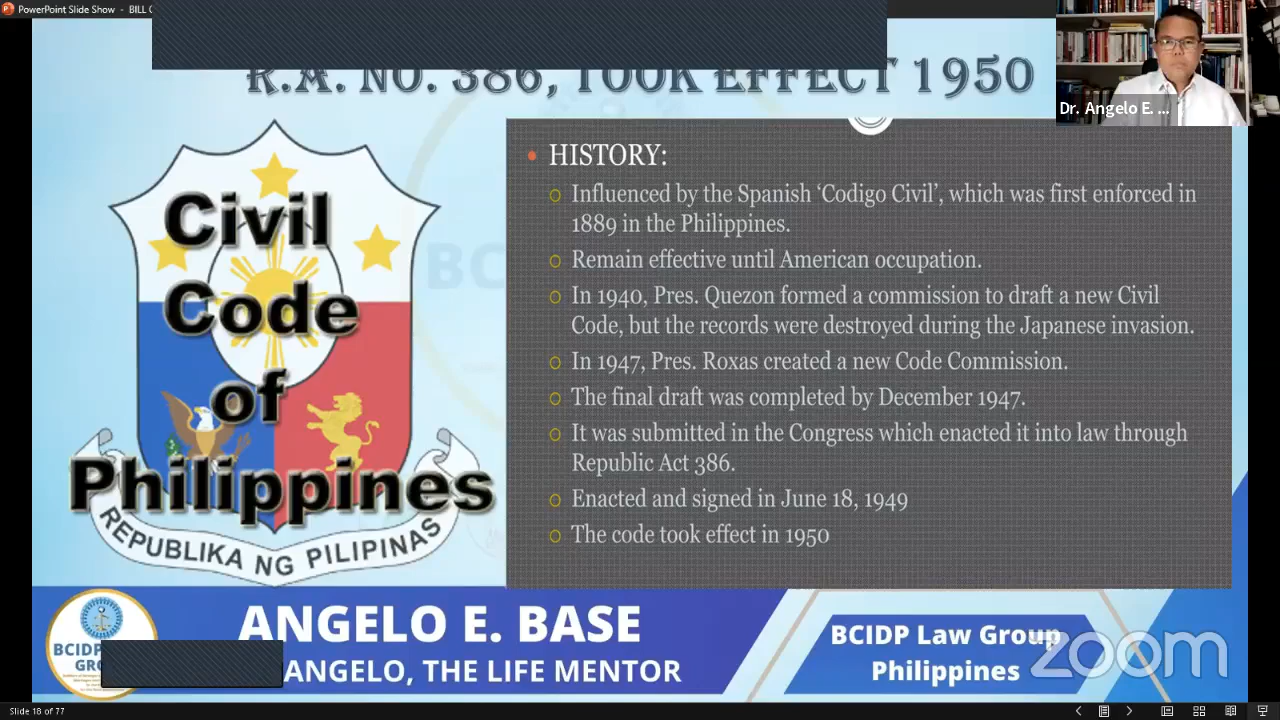 PowerPoint Slide Show - BILL
Dr. Angelo E. ...
R.A. NO. 386, TOOK EFFECT 1950
Civil
Code
of
Philippines
REPUBLIKA NG PILIPINAS
• HISTORY:
o Influenced by the Spanish ‘Codigo Civil’, which was first enforced in
1889 in the Philippines.
o Remain effective until American occupation.
o In 1940, Pres. Quezon formed a commission to draft a new Civil
Code, but the records were destroyed during the Japanese invasion.
o In 1947, Pres. Roxas created a new Code Commission.
o The final draft was completed by December 1947.
o It was submitted in the Congress which enacted it into law through
Republic Act 386.
o Enacted and signed in June 18, 1949
o The code took effect in 1950
BCIDP
ANGELO E. BASE
ANGELO, THE LIFE MENTOR
BCIDP Law Group
Philippines
zoom
Slide 18 of 77